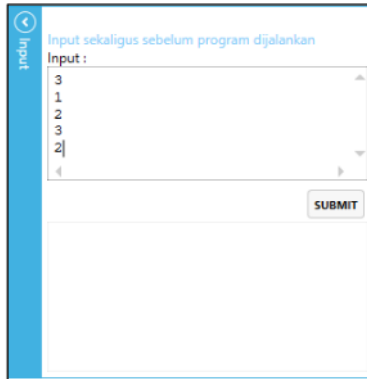 Input
Input sekaligus sebelum program dijalankan
Input :
3
1
2
3
2
SUBMIT